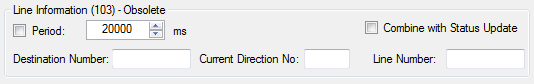 Line Information (103) - Obsolete
Period: 20000 ms Combine with Status Update
Destination Number: Current Direction No: Line Number: